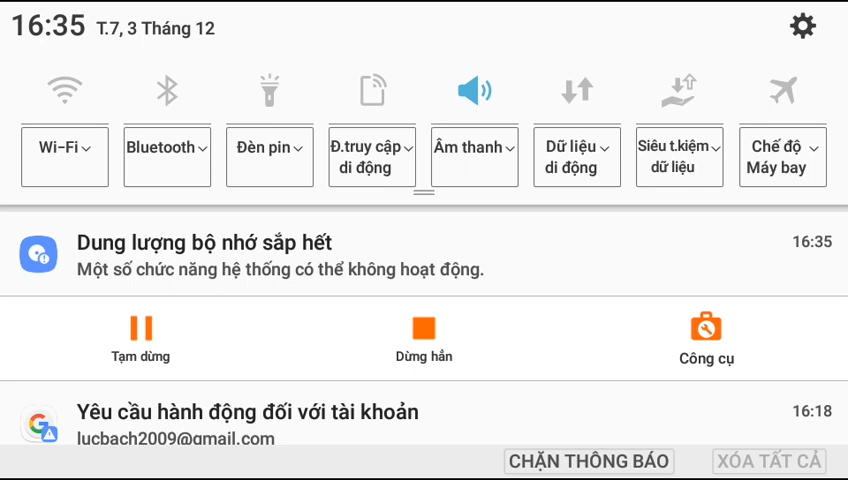 16:35 T.7, 3 Tháng 12
Wi-Fi
Bluetooth
Đèn pin
Đ.truy cập
di động
Âm thanh
Dữ liệu
di động
Siêu t.kiệm
dữ liệu
Chế độ
Máy bay
Dung lượng bộ nhớ sắp hết 16:35
Một số chức năng hệ thống có thể không hoạt động.
Tạm dừng
Dừng hẳn
Công cụ
Yêu cầu hành động đối với tài khoản 16:18
lucbach2009@gmail.com
CHẶN THÔNG BÁO
XÓA TẤT CẢ